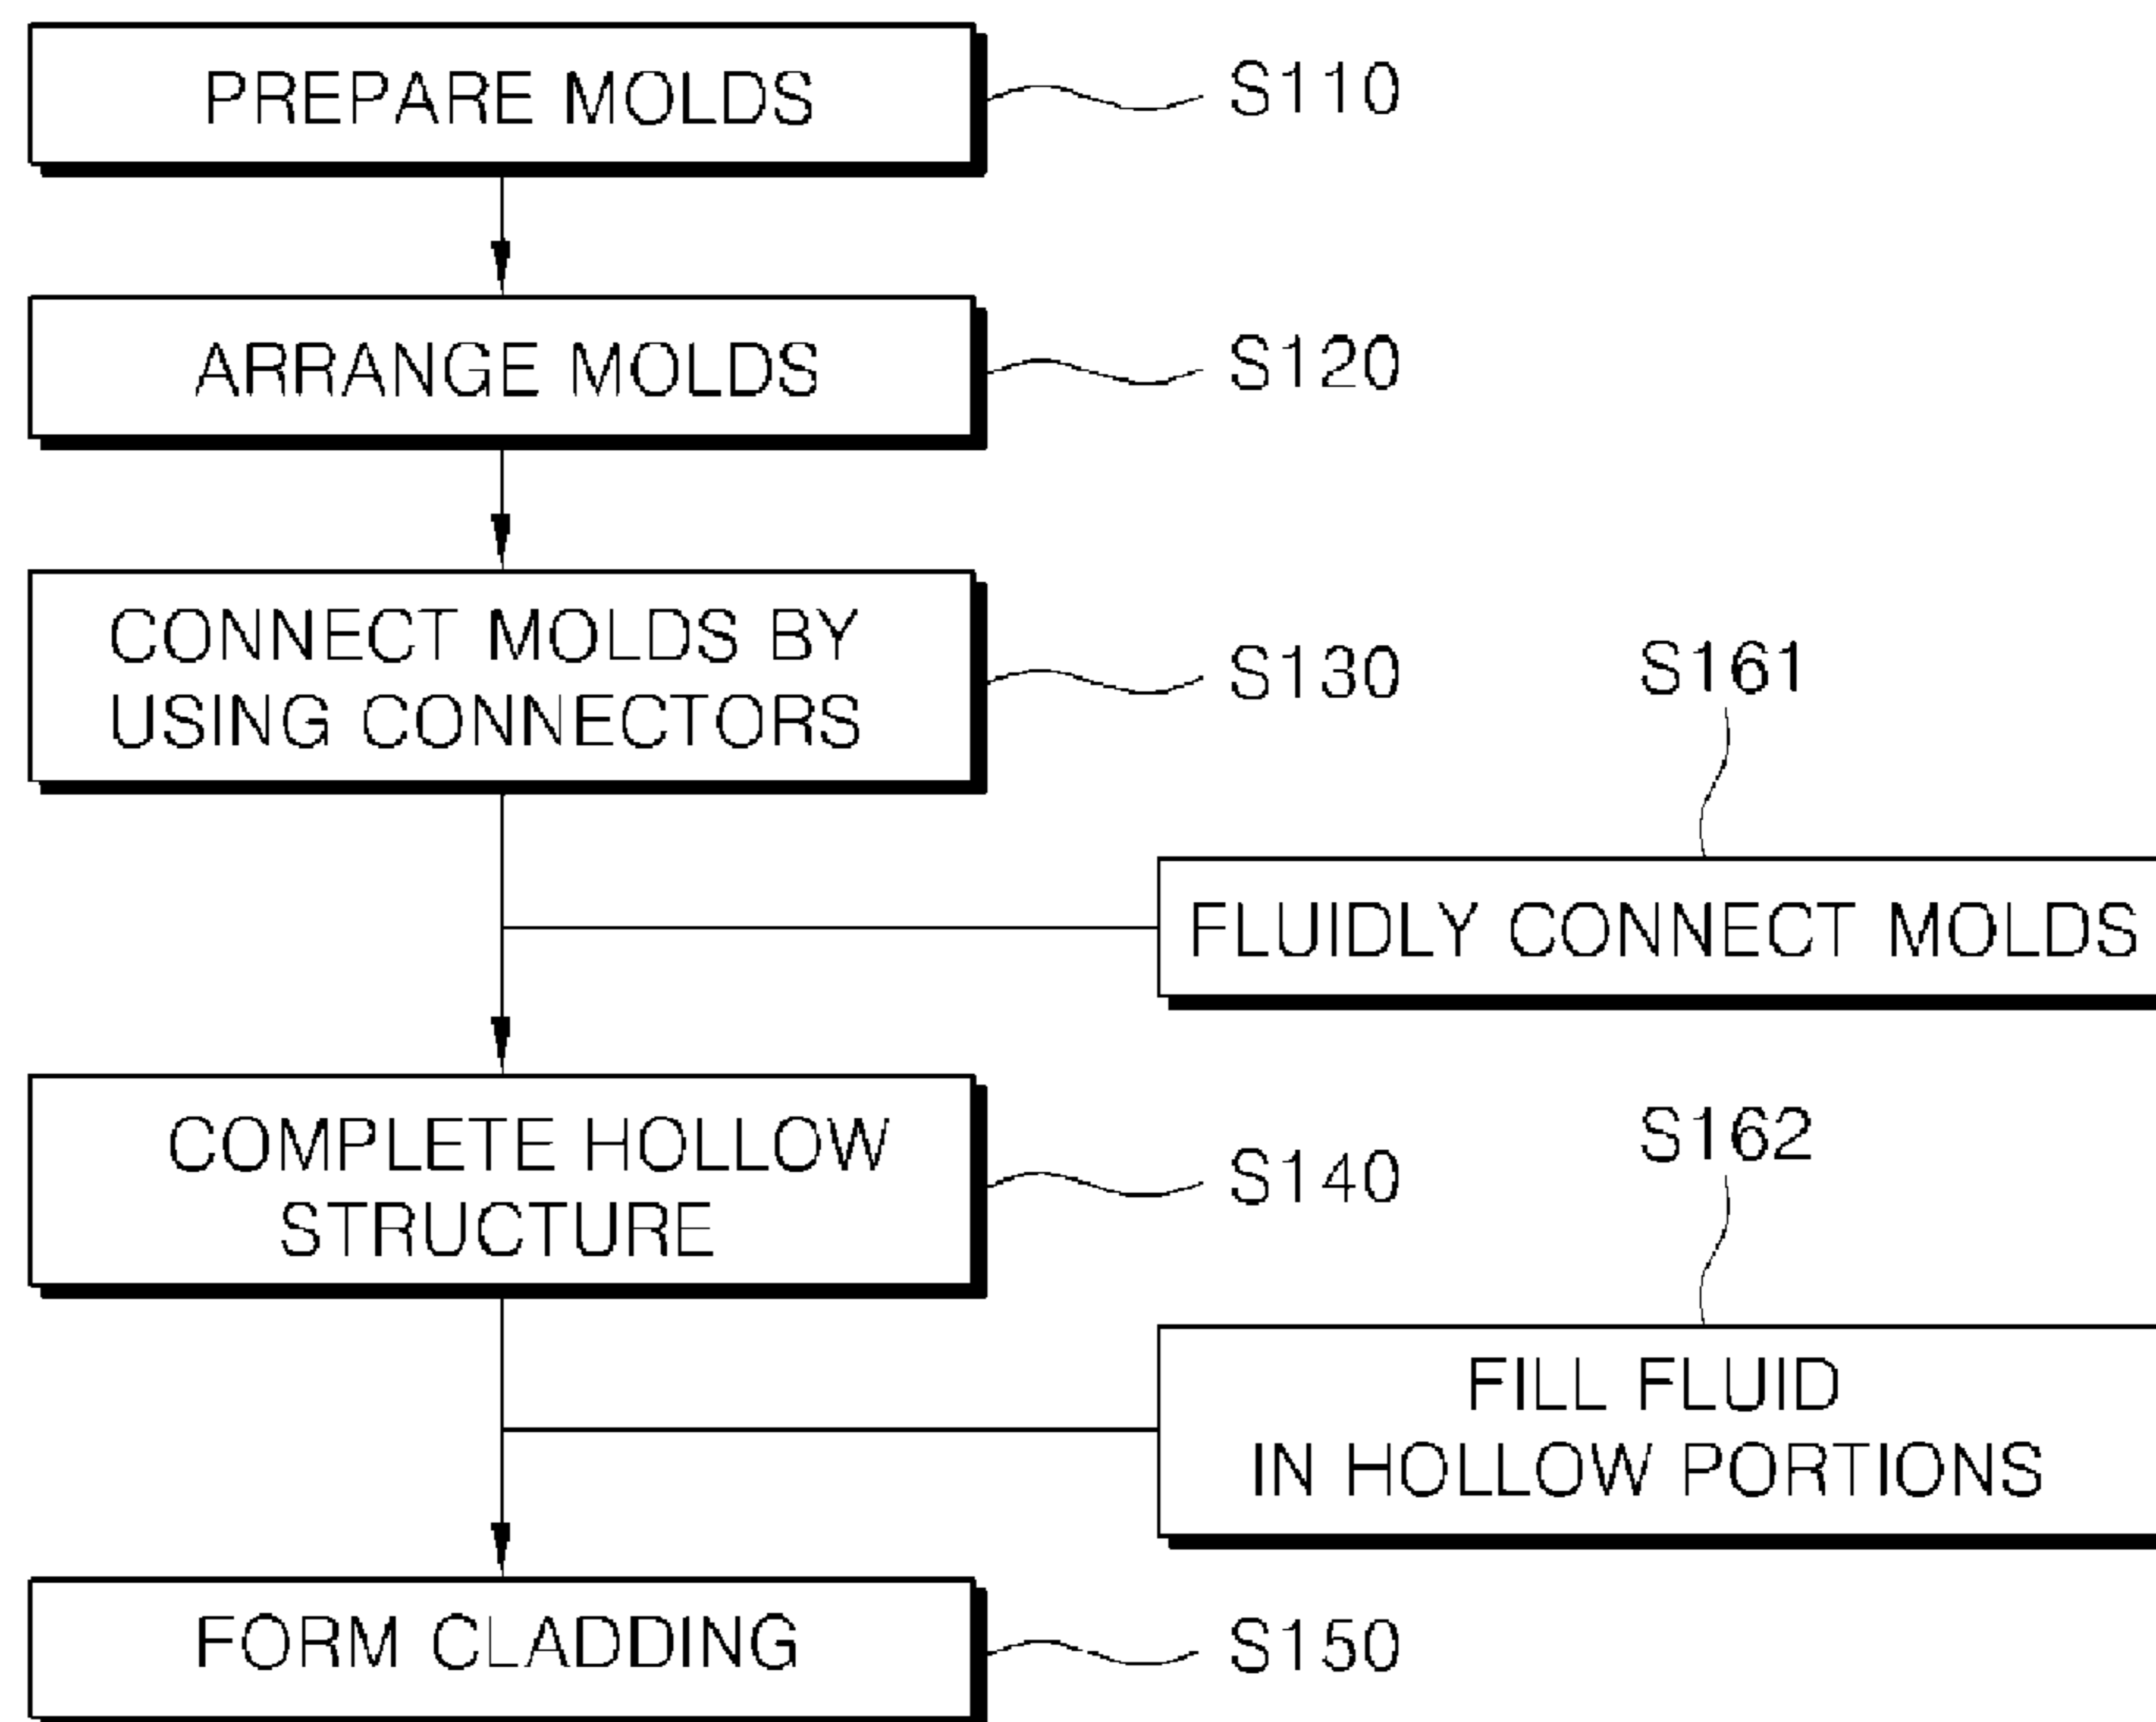 PREPARE MOLDS
S110
ARRANGE MOLDS
S120
CONNECT MOLDS BY
USING CONNECTORS
S130
S161
FLUIDLY CONNECT MOLDS
COMPLETE HOLLOW
STRUCTURE
S140
S162
FILL FLUID
IN HOLLOW PORTIONS
FORM CLADDING
S150